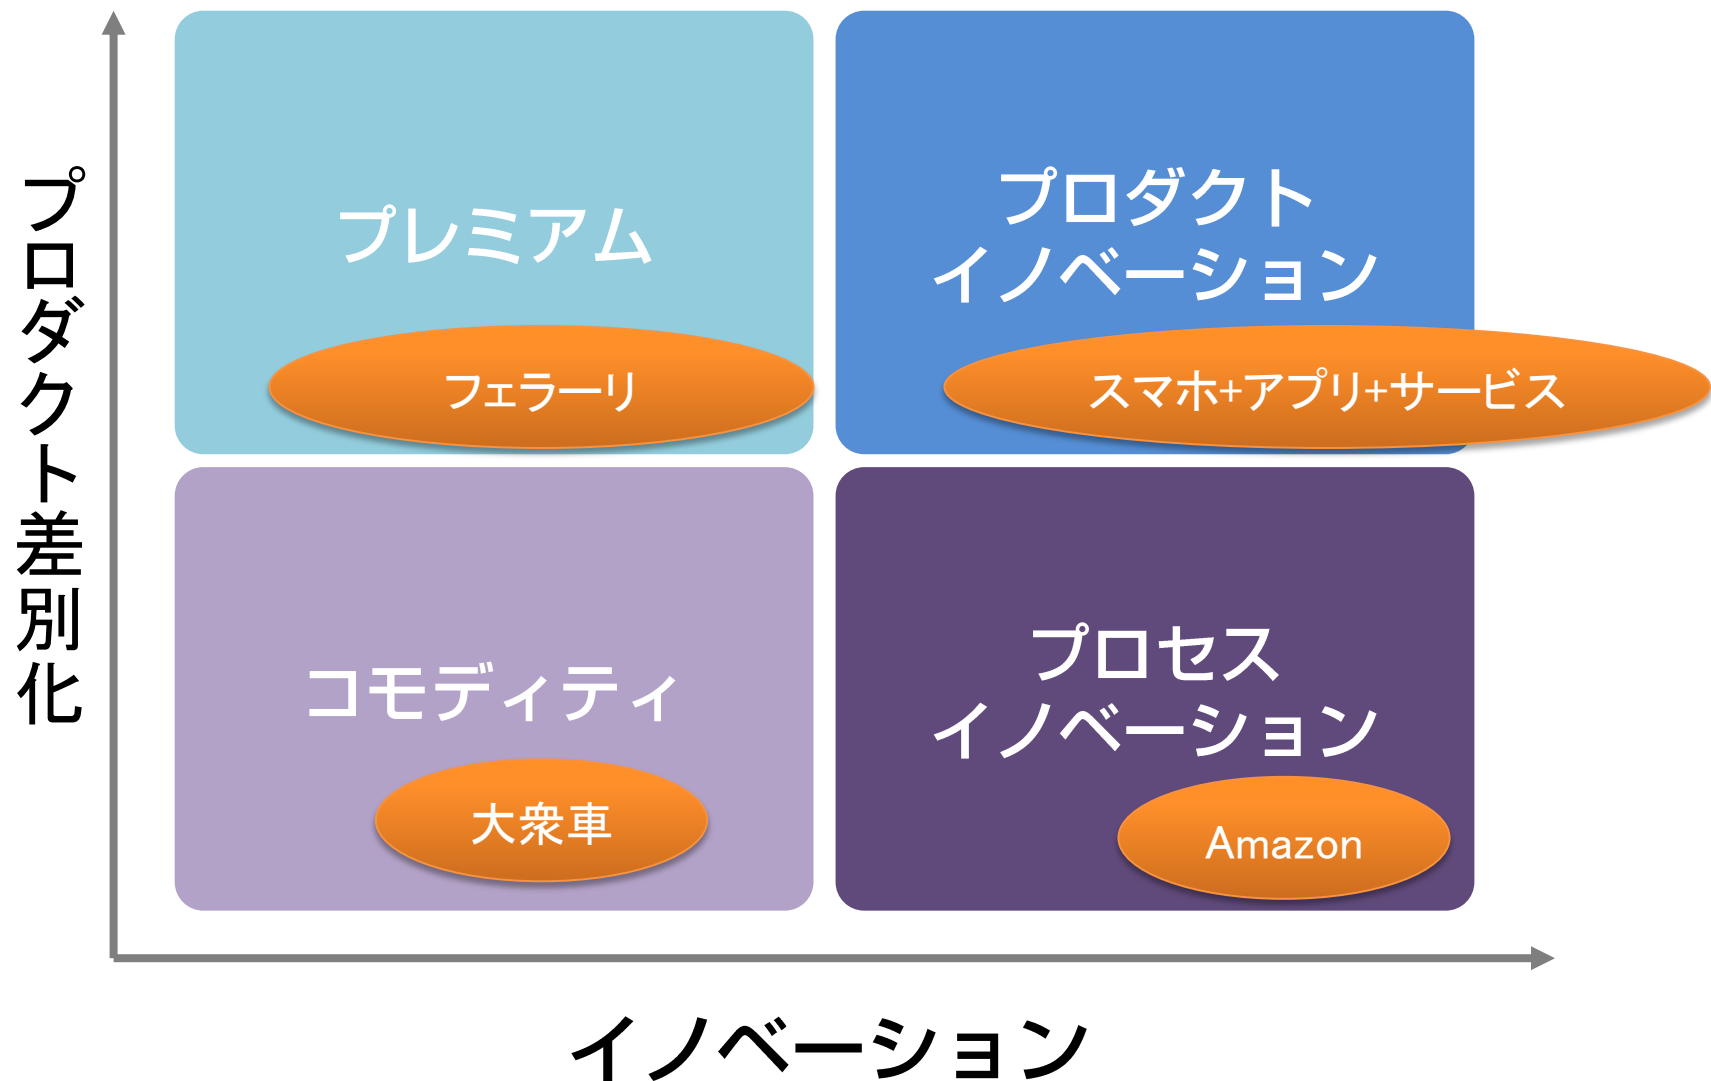 プロダクト差別化
プレミアム
フェラーリ
プロダクト
イノベーション
スマホ+アプリ+サービス
コモディティ
大衆車
プロセス
イノベーション
Amazon
イノベーション